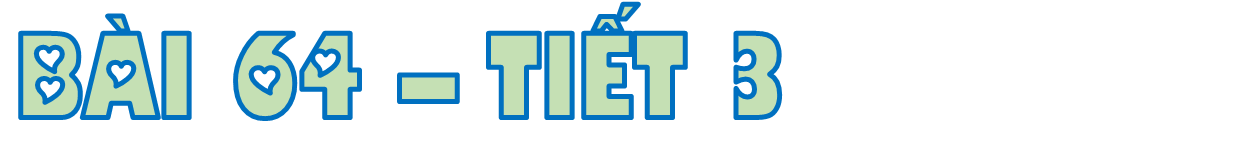 BÀI 64 – TIẾT 3